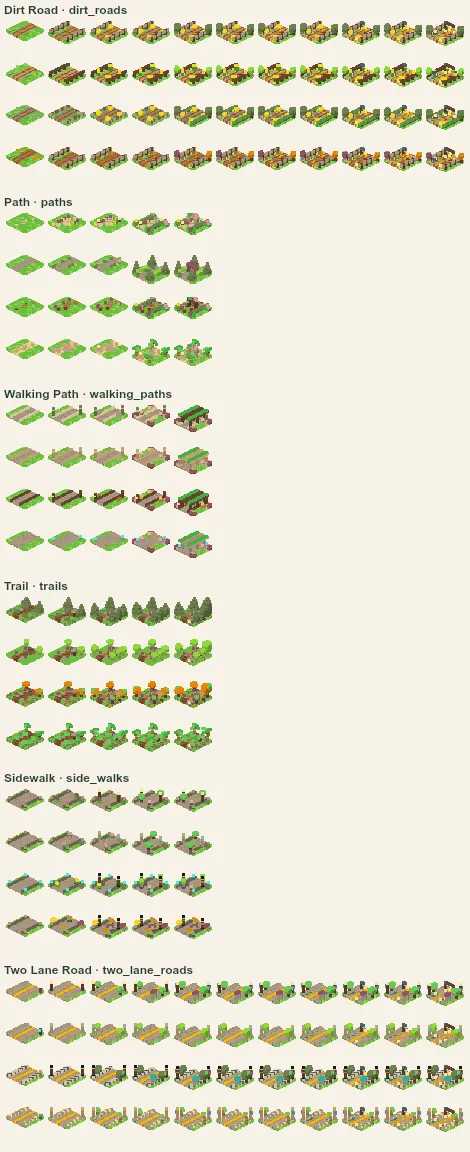 Dirt Road · dirt_roads
Path · paths
Walking Path · walking_paths
Trail · trails
Sidewalk · side_walks
Two Lane Road · two_lane_roads